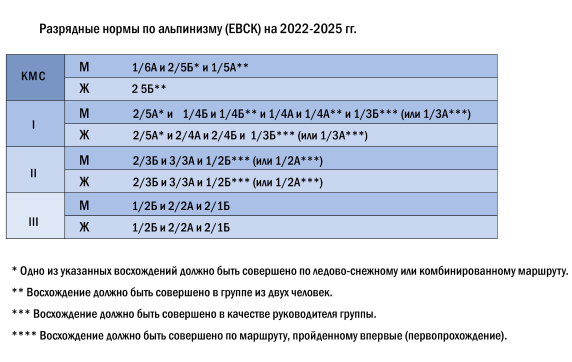 Разрядные нормы по альпинизму (ЕВСК) на 2022-2025 гг.
КМС
М 1/6А и 2/5Б* и 1/5А**
Ж 2 5Б**
I
М 2/5А* и 1/4Б и 1/4Б** и 1/4А и 1/4А** и 1/3Б*** (или 1/3А***)
Ж 2/5А* и 2/4А и 2/4Б и 1/3Б*** (или 1/3А***)
II
М 2/3Б и 3/3А и 1/2Б*** (или 1/2А***)
Ж 2/3Б и 3/3А и 1/2Б*** (или 1/2А***)
III
М 1/2Б и 2/2А и 2/1Б
Ж 1/2Б и 2/2А и 2/1Б
* Одно из указанных восхождений должно быть совершено по ледово-снежному или комбинированному маршруту.
** Восхождение должно быть совершено в группе из двух человек.
*** Восхождение должно быть совершено в качестве руководителя группы.
**** Восхождение должно быть совершено по маршруту, пройденному впервые (первопрохождение).